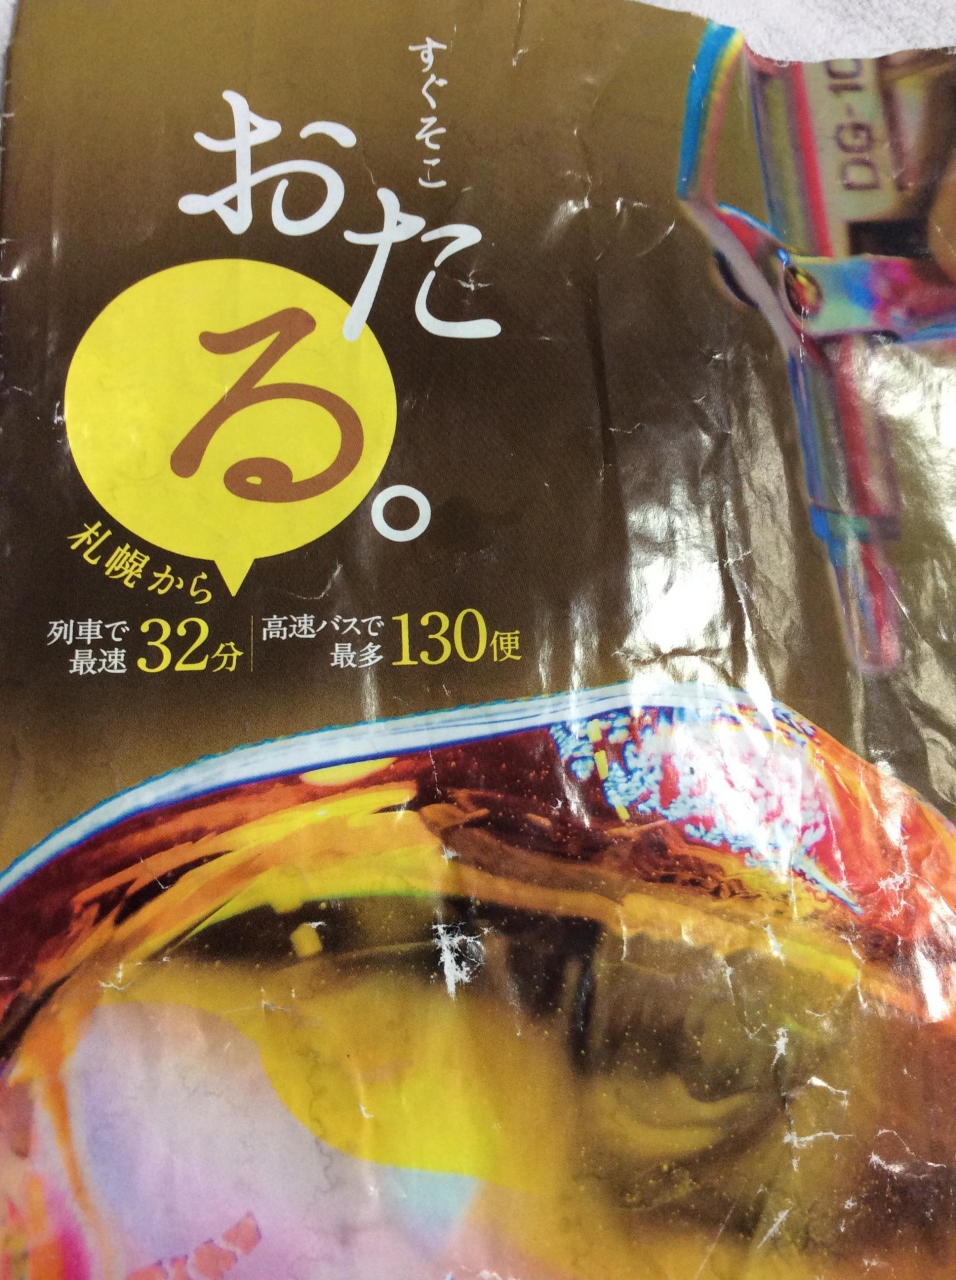 すぐそこ
おたる。
札幌から
列車で
最速 32分
高速バスで
最多 130便
DG-10